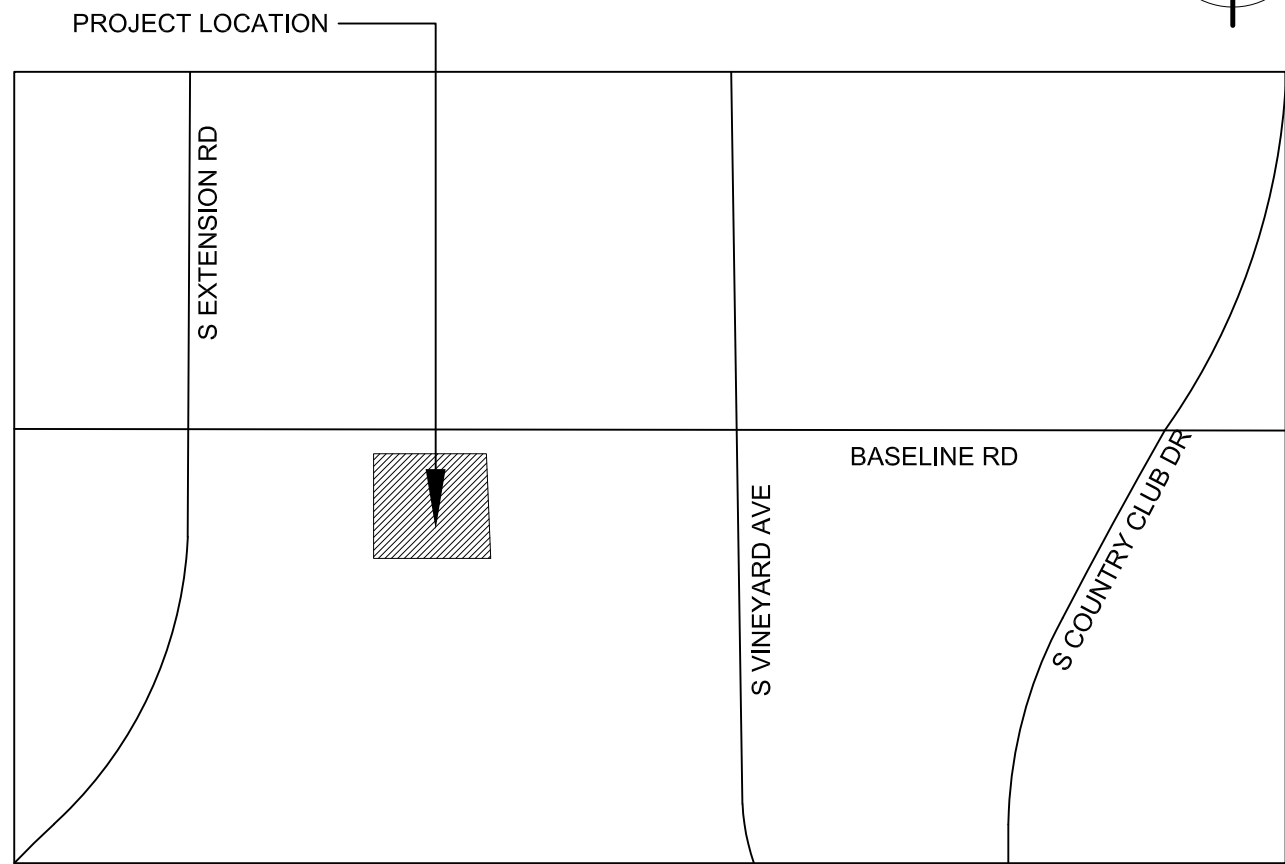 PROJECT LOCATION
S EXTENSION RD
BASELINE RD
S VINEYARD AVE
S COUNTRY CLUB DR